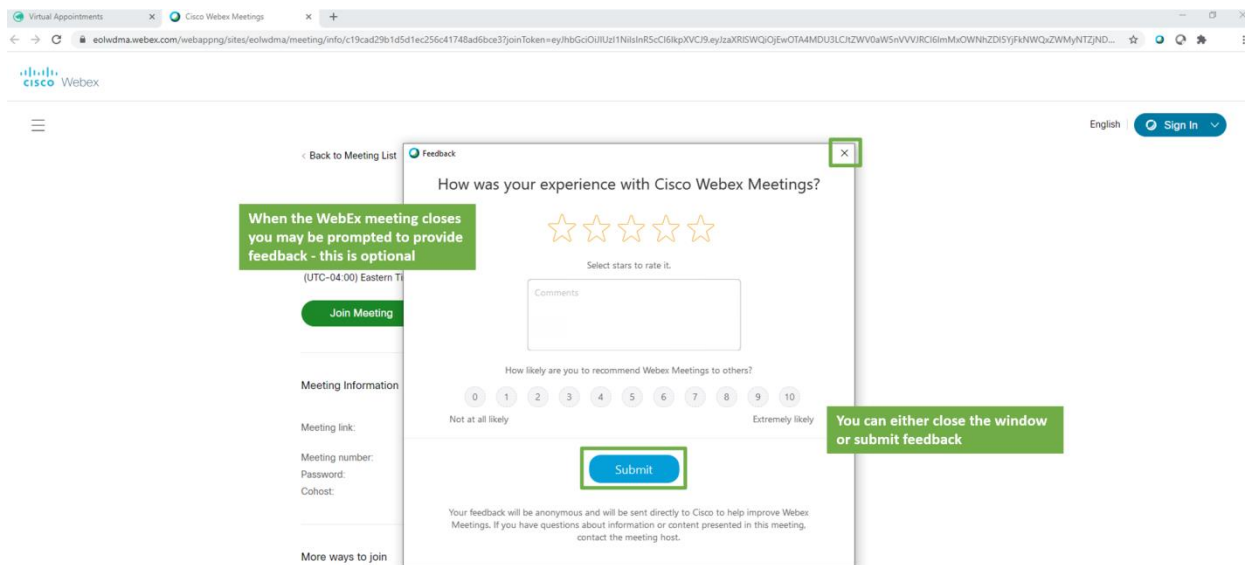 Virtual Appointments
Cisco Webex Meetings
eolwdma.webex.com/webappng/sites/eolwdma/meeting/info/c19cad29b1d5d1ec256c41748ad6bce3?joinToken=
cisco Webex
English
Sign In
Back to Meeting List
Feedback
How was your experience with Cisco Webex Meetings?
When the WebEx meeting closes
you may be prompted to provide
feedback - this is optional
Select stars to rate it.
(UTC-04:00) Eastern Ti
Comments
Join Meeting
How likely are you to recommend Webex Meetings to others?
Meeting Information
0 1 2 3 4 5 6 7 8 9 10
Not at all likely Extremely likely
You can either close the window
or submit feedback
Meeting link:
Meeting number:
Password:
Cohost:
Submit
Your feedback will be anonymous and will be sent directly to Cisco to help improve Webex
Meetings. If you have questions about information or content presented in this meeting,
contact the meeting host.
More ways to join